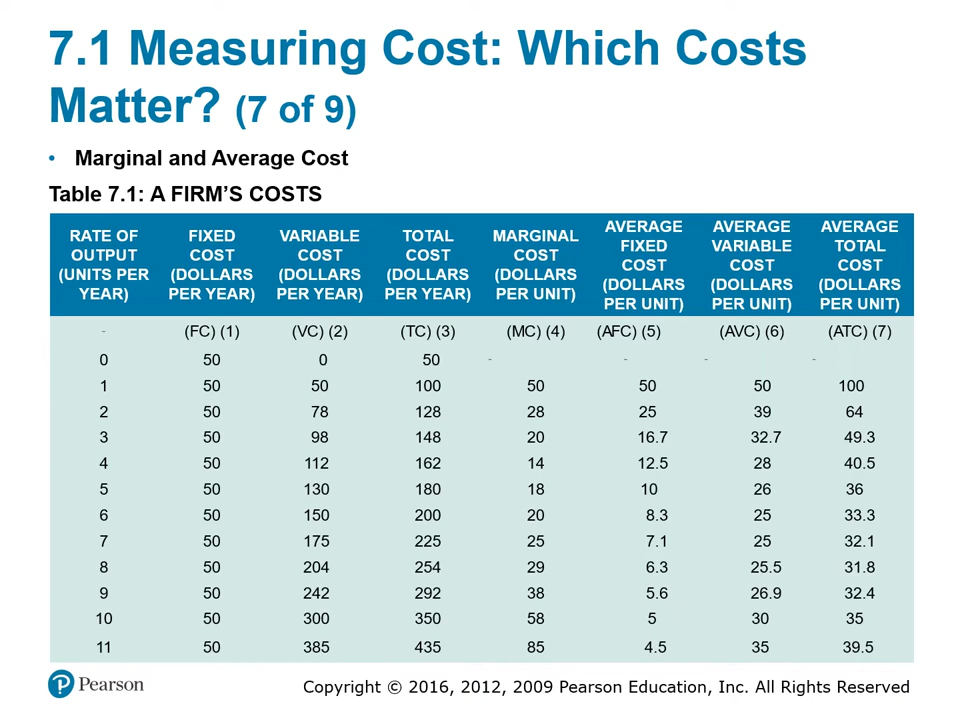 7.1 Measuring Cost: Which Costs
Matter? (7 of 9)
• Marginal and Average Cost
Table 7.1: A FIRM’S COSTS
RATE OF OUTPUT (UNITS PER YEAR) FIXED COST (DOLLARS PER YEAR) VARIABLE COST (DOLLARS PER YEAR) TOTAL COST (DOLLARS PER YEAR) MARGINAL COST (DOLLARS PER UNIT) AVERAGE FIXED COST (DOLLARS PER UNIT) AVERAGE VARIABLE COST (DOLLARS PER UNIT) AVERAGE TOTAL COST (DOLLARS PER UNIT)
- (FC) (1) (VC) (2) (TC) (3) (MC) (4) (AFC) (5) (AVC) (6) (ATC) (7)
0 50 0 50 - - - -
1 50 50 100 50 50 50 100
2 50 78 128 28 25 39 64
3 50 98 148 20 16.7 32.7 49.3
4 50 112 162 14 12.5 28 40.5
5 50 130 180 18 10 26 36
6 50 150 200 20 8.3 25 33.3
7 50 175 225 25 7.1 25 32.1
8 50 204 254 29 6.3 25.5 31.8
9 50 242 292 38 5.6 26.9 32.4
10 50 300 350 58 5 30 35
11 50 385 435 85 4.5 35 39.5
P Pearson
Copyright © 2016, 2012, 2009 Pearson Education, Inc. All Rights Reserved